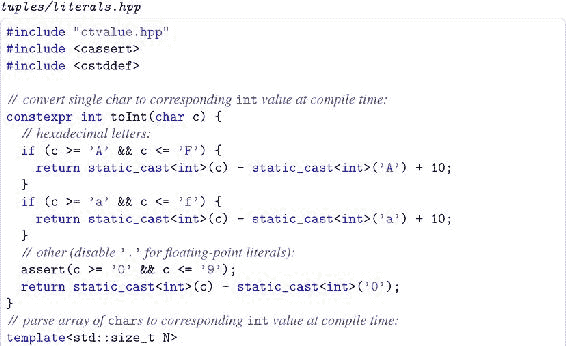 tuples/literals.hpp
#include "ctvalue.hpp"
#include <cassert>
#include <cstddef>
// convert single char to corresponding int value at compile time:
constexpr int toInt(char c) {
// hexadecimal letters:
if (c >= ’A’ && c <= ’F’) {
return static_cast<int>(c) - static_cast<int>(’A’) + 10;
}
if (c >= ’a’ && c <= ’f’) {
return static_cast<int>(c) - static_cast<int>(’a’) + 10;
}
// other (disable ’.’ for floating-point literals):
assert(c >= ’0’ && c <= ’9’);
return static_cast<int>(c) - static_cast<int>(’0’);
}
// parse array of chars to corresponding int value at compile time:
template<std::size_t N>